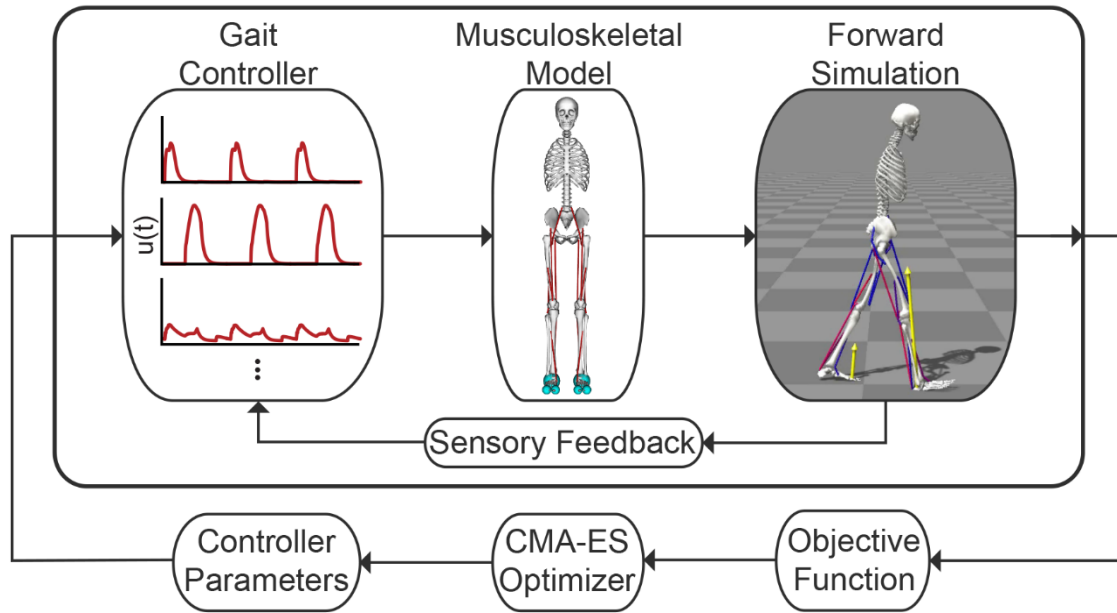 Gait
Controller
Musculoskeletal
Model
Forward
Simulation
u(t)
...
Sensory Feedback
Controller
Parameters
CMA-ES
Optimizer
Objective
Function